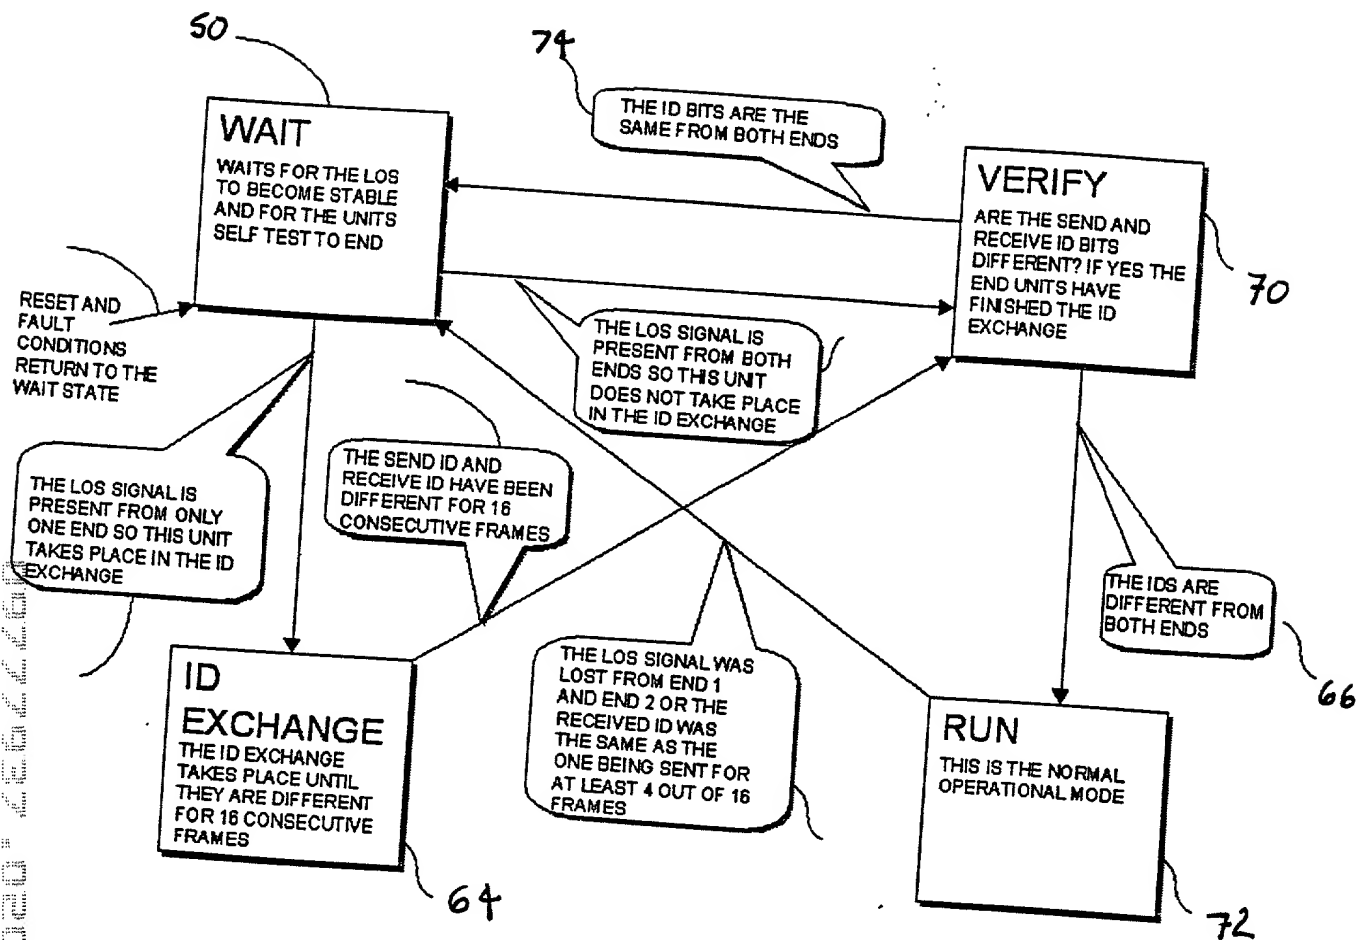 50
74
THE ID BITS ARE THE
SAME FROM BOTH ENDS
WAIT
WAITS FOR THE LOS
TO BECOME STABLE
AND FOR THE UNITS
SELF TEST TO END
VERIFY
ARE THE SEND AND
RECEIVE ID BITS
DIFFERENT? IF YES THE
END UNITS HAVE
FINISHED THE ID
EXCHANGE
70
RESET AND
FAULT
CONDITIONS
RETURN TO THE
WAIT STATE
THE LOS SIGNAL IS
PRESENT FROM BOTH
ENDS SO THIS UNIT
DOES NOT TAKE PLACE
IN THE ID EXCHANGE
THE SEND ID AND
RECEIVE ID HAVE BEEN
DIFFERENT FOR 16
CONSECUTIVE FRAMES
THE LOS SIGNAL IS
PRESENT FROM ONLY
ONE END SO THIS UNIT
TAKES PLACE IN THE ID
EXCHANGE
THE IDS ARE
DIFFERENT FROM
BOTH ENDS
66
ID
EXCHANGE
THE ID EXCHANGE
TAKES PLACE UNTIL
THEY ARE DIFFERENT
FOR 16 CONSECUTIVE
FRAMES
64
THE LOS SIGNAL WAS
LOST FROM END 1
AND END 2 OR THE
RECEIVED ID WAS
THE SAME AS THE
ONE BEING SENT FOR
AT LEAST 4 OUT OF 16
FRAMES
RUN
THIS IS THE NORMAL
OPERATIONAL MODE
72